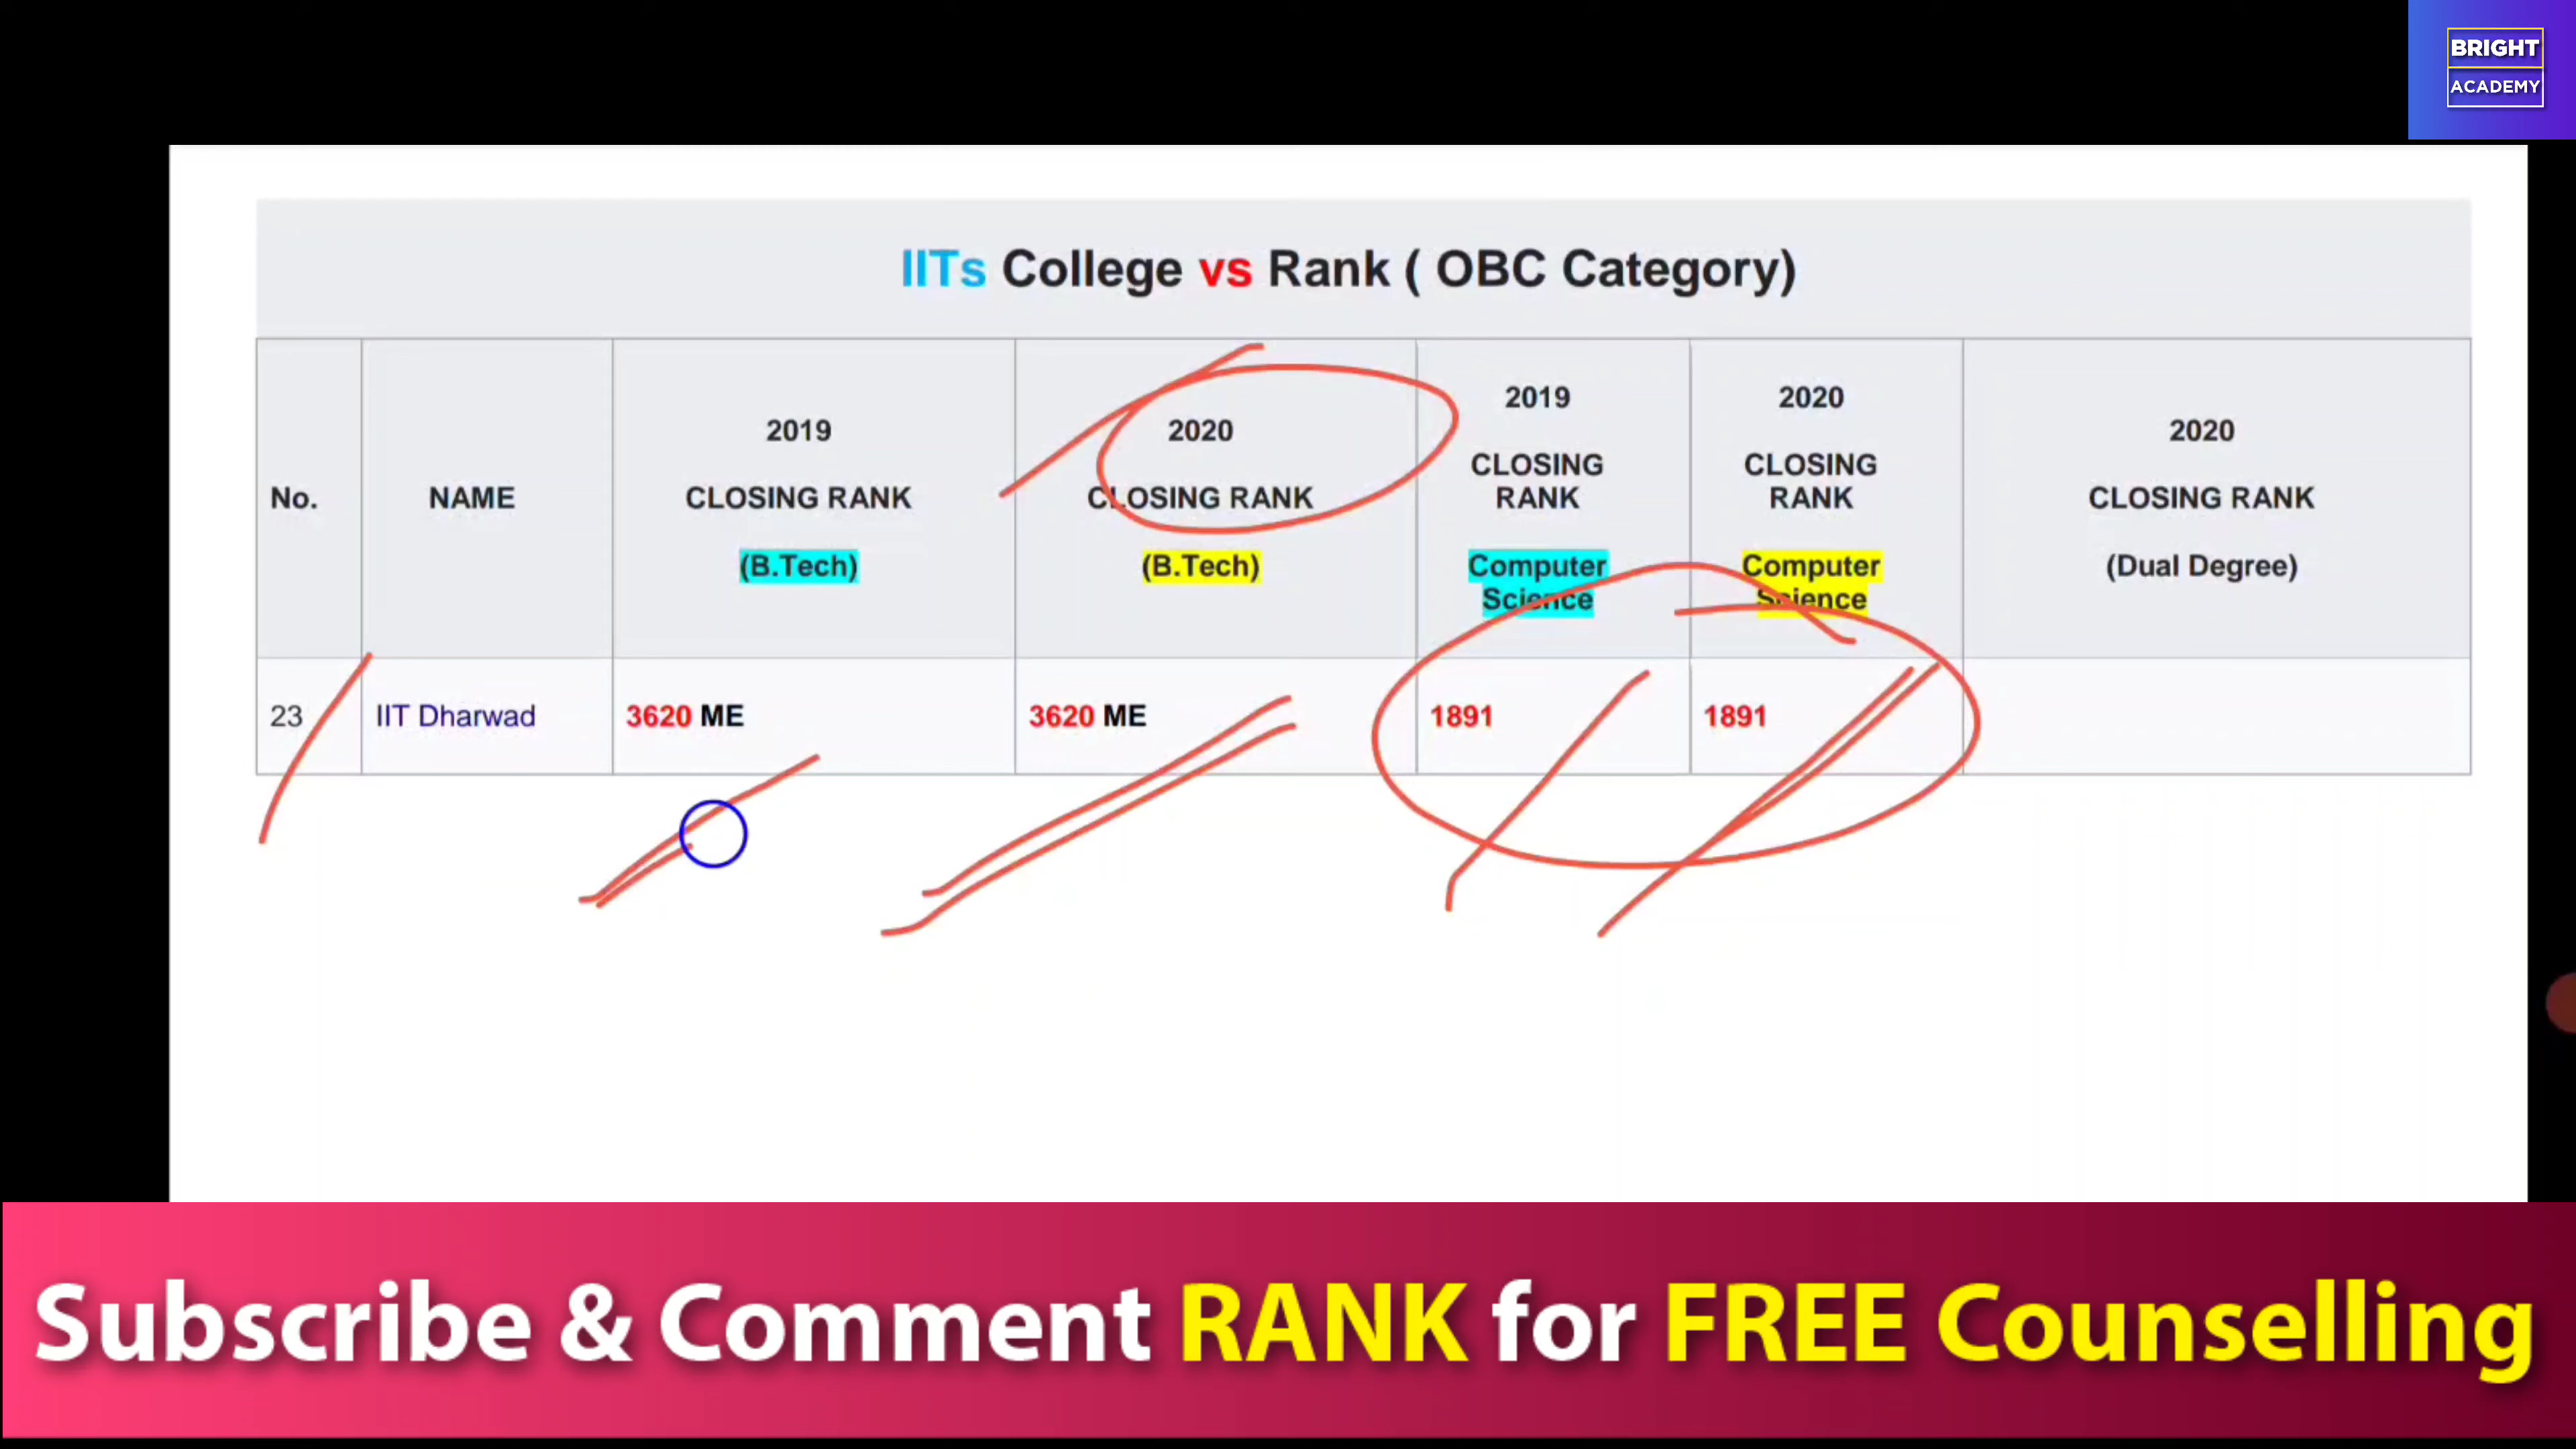 BRIGHT
ACADEMY
IITs College vs Rank ( OBC Category)
No.
NAME
2019
CLOSING RANK
(B.Tech)
2020
CLOSING RANK
(B.Tech)
2019
CLOSING
RANK
Computer
Science
2020
CLOSING
RANK
Computer
Science
2020
CLOSING RANK
(Dual Degree)
23
IIT Dharwad
3620 ME
3620 ME
1891
1891
Subscribe & Comment RANK for FREE Counselling